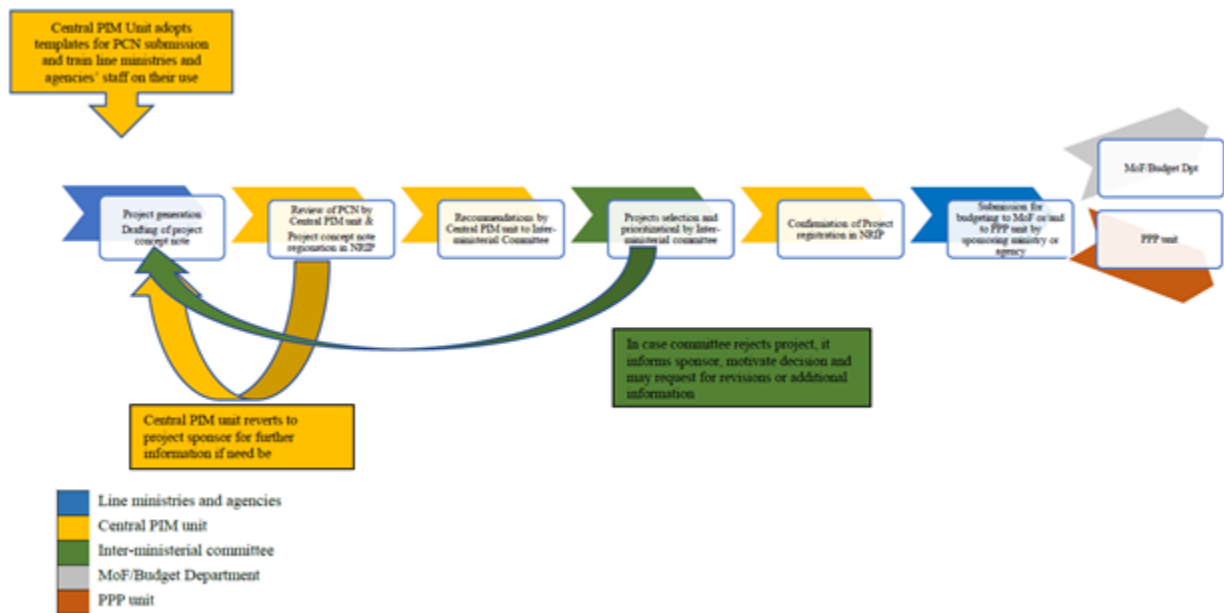 Central PIM Unit adopts
templates for PCN submission
and train line ministries and
agencies' staff on their use
Project generation
Drafting of project
concept note
Review of PCN by
Central PIM unit &
Project concept note
registration in NRIP
Recommendations by
Central PIM unit to Inter-
ministerial Committee
Projects selection and
prioritizationl by Inter-
ministerial committee
Confirmation of Project
registration in NRIP
Submission for
budgeting to MoF or/and
to PPP unit by
sponsoring ministry or
agency
MoF/Budget Dpt
PPP unit
In case committee rejects project, it
informs sponsor, motivate decision and
may request for revisions or additional
information
Central PIM unit reverts to
project sponsor for further
information if need be
Line ministries and agencies
Central PIM unit
Inter-ministerial committee
MoF/Budget Department
PPP unit